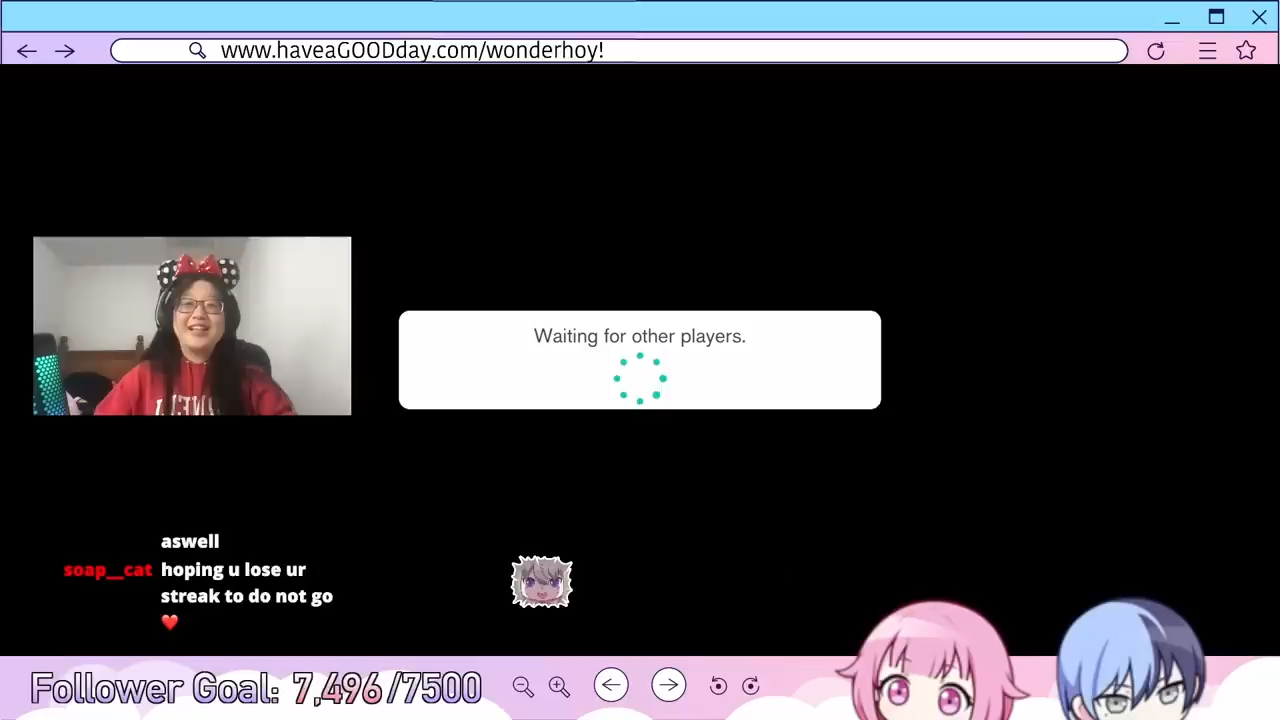 www.haveaGOODday.com/wonderhoy!
Waiting for other players.
aswell
soap__cat hoping u lose ur
streak to do not go
❤️
Follower Goal: 7,496/7500